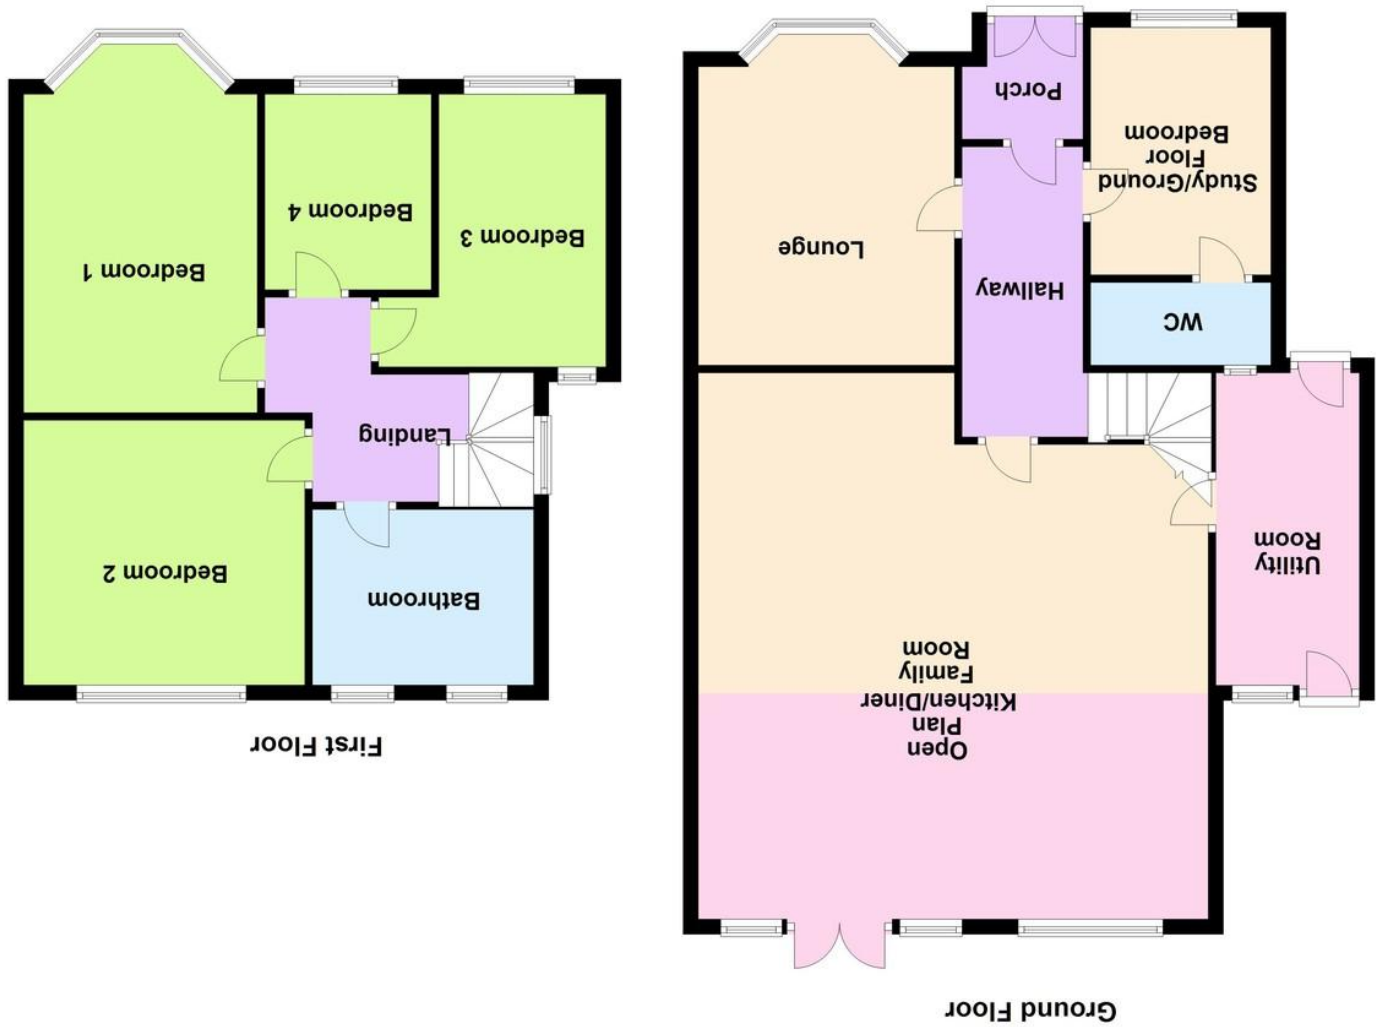 Ground Floor
Open
Plan
Kitchen/Diner
Family
Room
Utility
Room
WC
Hallway
Lounge
Study/Ground
Floor
Bedroom
Porch
First Floor
Bathroom
Bedroom 2
Landing
Bedroom 1
Bedroom 3
Bedroom 4